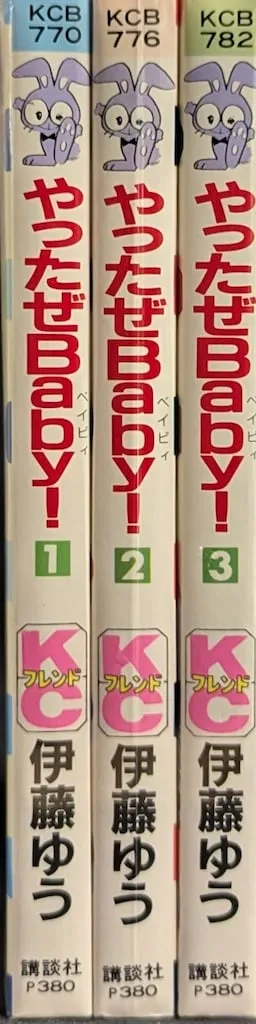 KCB
770
やったぜBaby!
ベイビィ
1
KC
フレンド
伊藤ゆう
講談社
P380
KCB
776
やったぜBaby!
ベイビィ
2
KC
フレンド
伊藤ゆう
講談社
P380
KCB
782
やったぜBaby!
ベイビィ
3
KC
フレンド
伊藤ゆう
講談社
P380